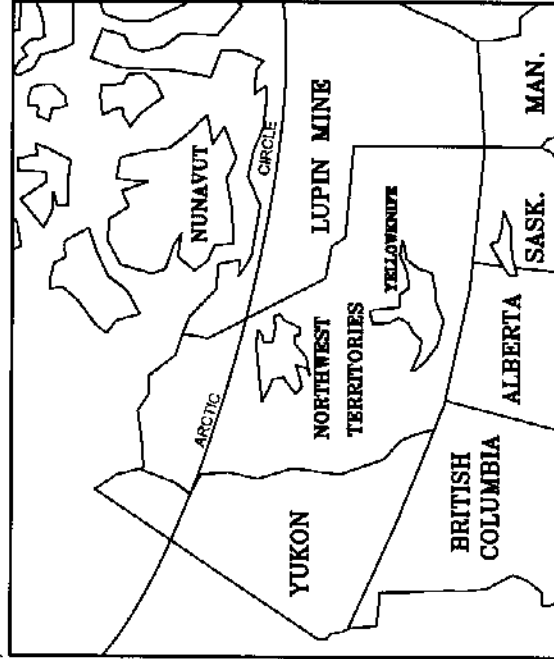 NUNAVUT
CIRCLE
ARCTIC
LUPIN MINE
NORTHWEST
TERRITORIES
YELLOWKNIFE
YUKON
BRITISH
COLUMBIA
ALBERTA
SASK.
MAN.